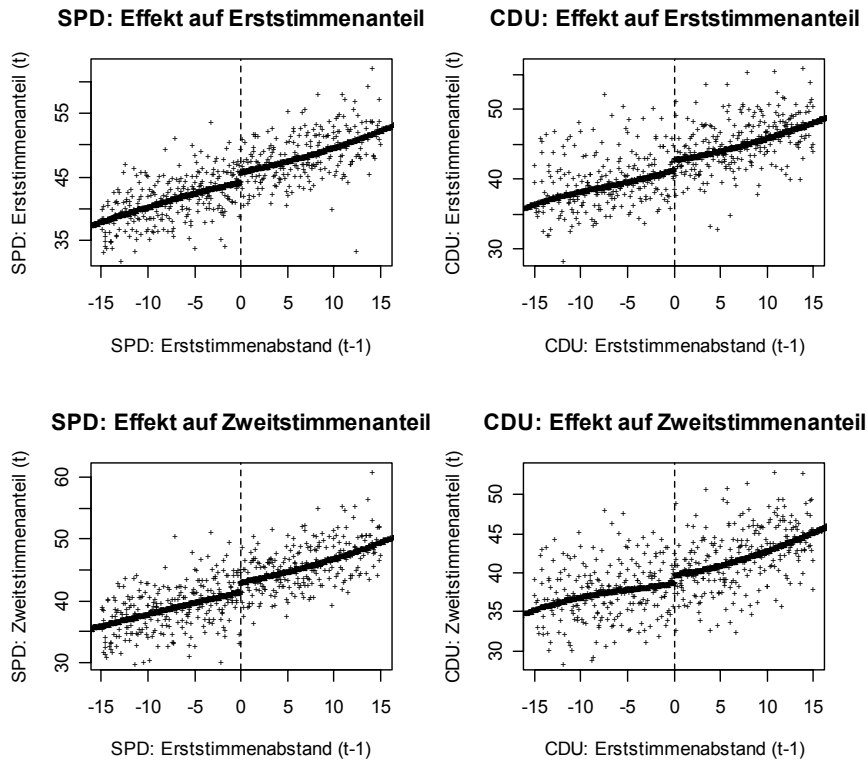 SPD: Effekt auf Erststimmenanteil
SPD: Erststimmenanteil (t)
55
45
35
-15 -10 -5 0 5 10 15
SPD: Erststimmenabstand (t-1)
CDU: Effekt auf Erststimmenanteil
CDU: Erststimmenanteil (t)
50
40
30
-15 -10 -5 0 5 10 15
CDU: Erststimmenabstand (t-1)
SPD: Effekt auf Zweitstimmenanteil
SPD: Zweitstimmenanteil (t)
60
50
40
30
-15 -10 -5 0 5 10 15
SPD: Erststimmenabstand (t-1)
CDU: Effekt auf Zweitstimmenanteil
CDU: Zweitstimmenanteil (t)
50
45
40
35
30
-15 -10 -5 0 5 10 15
CDU: Erststimmenabstand (t-1)